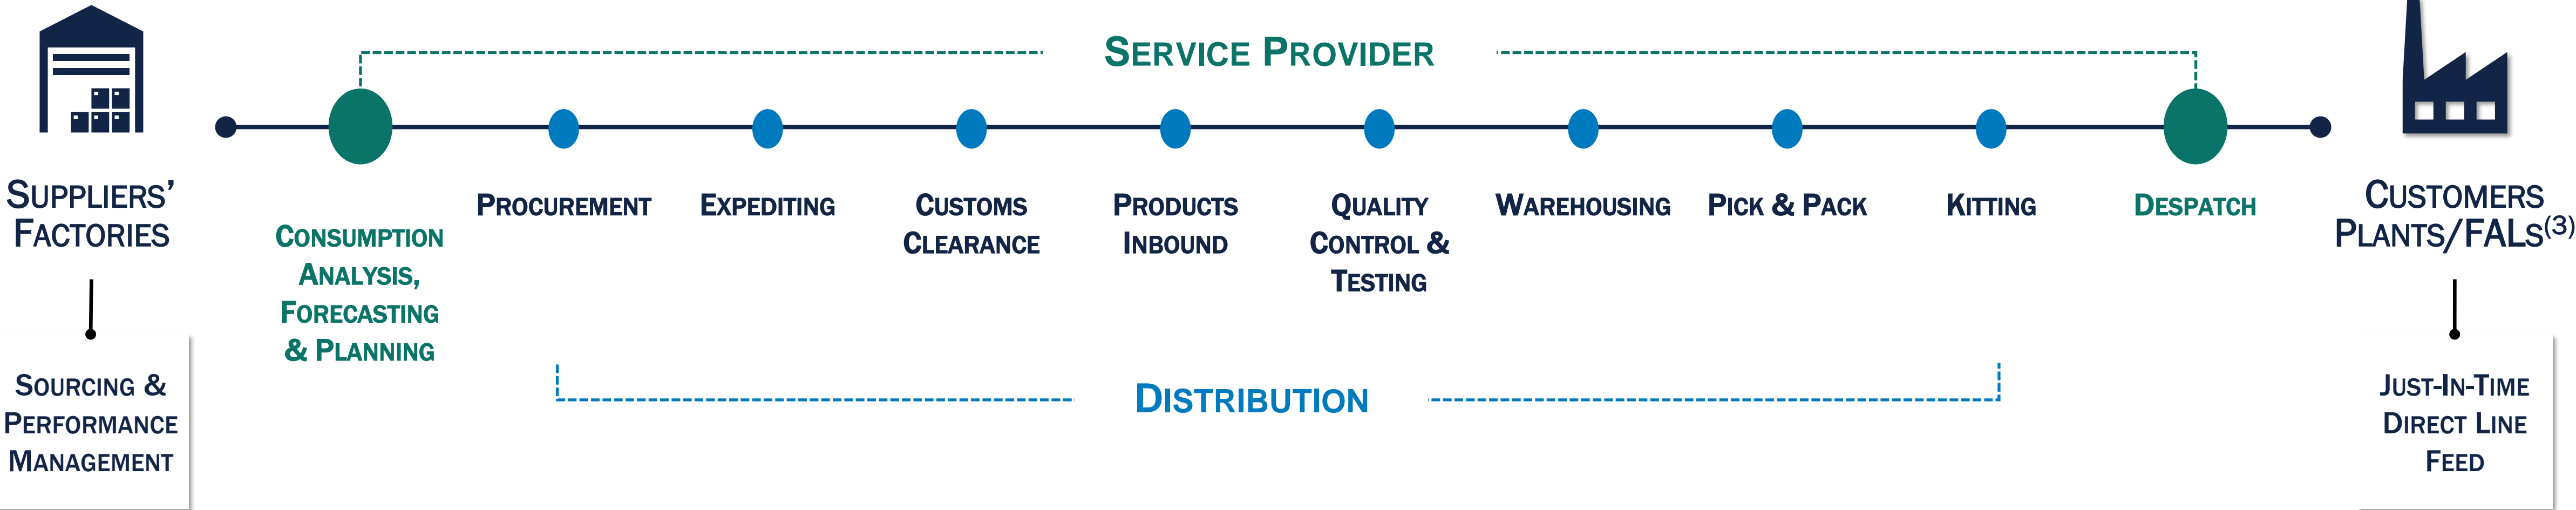 SERVICE PROVIDER
SUPPLIERS'
FACTORIES
CONSUMPTION
ANALYSIS,
FORECASTING
& PLANNING
PROCUREMENT
EXPEDITING
CUSTOMS
CLEARANCE
PRODUCTS
INBOUND
QUALITY
CONTROL &
TESTING
WAREHOUSING
PICK & PACK
KITTING
DESPATCH
CUSTOMERS
PLANTS/FALS(3)
SOURCING &
PERFORMANCE
MANAGEMENT
DISTRIBUTION
JUST-IN-TIME
DIRECT LINE
FEED